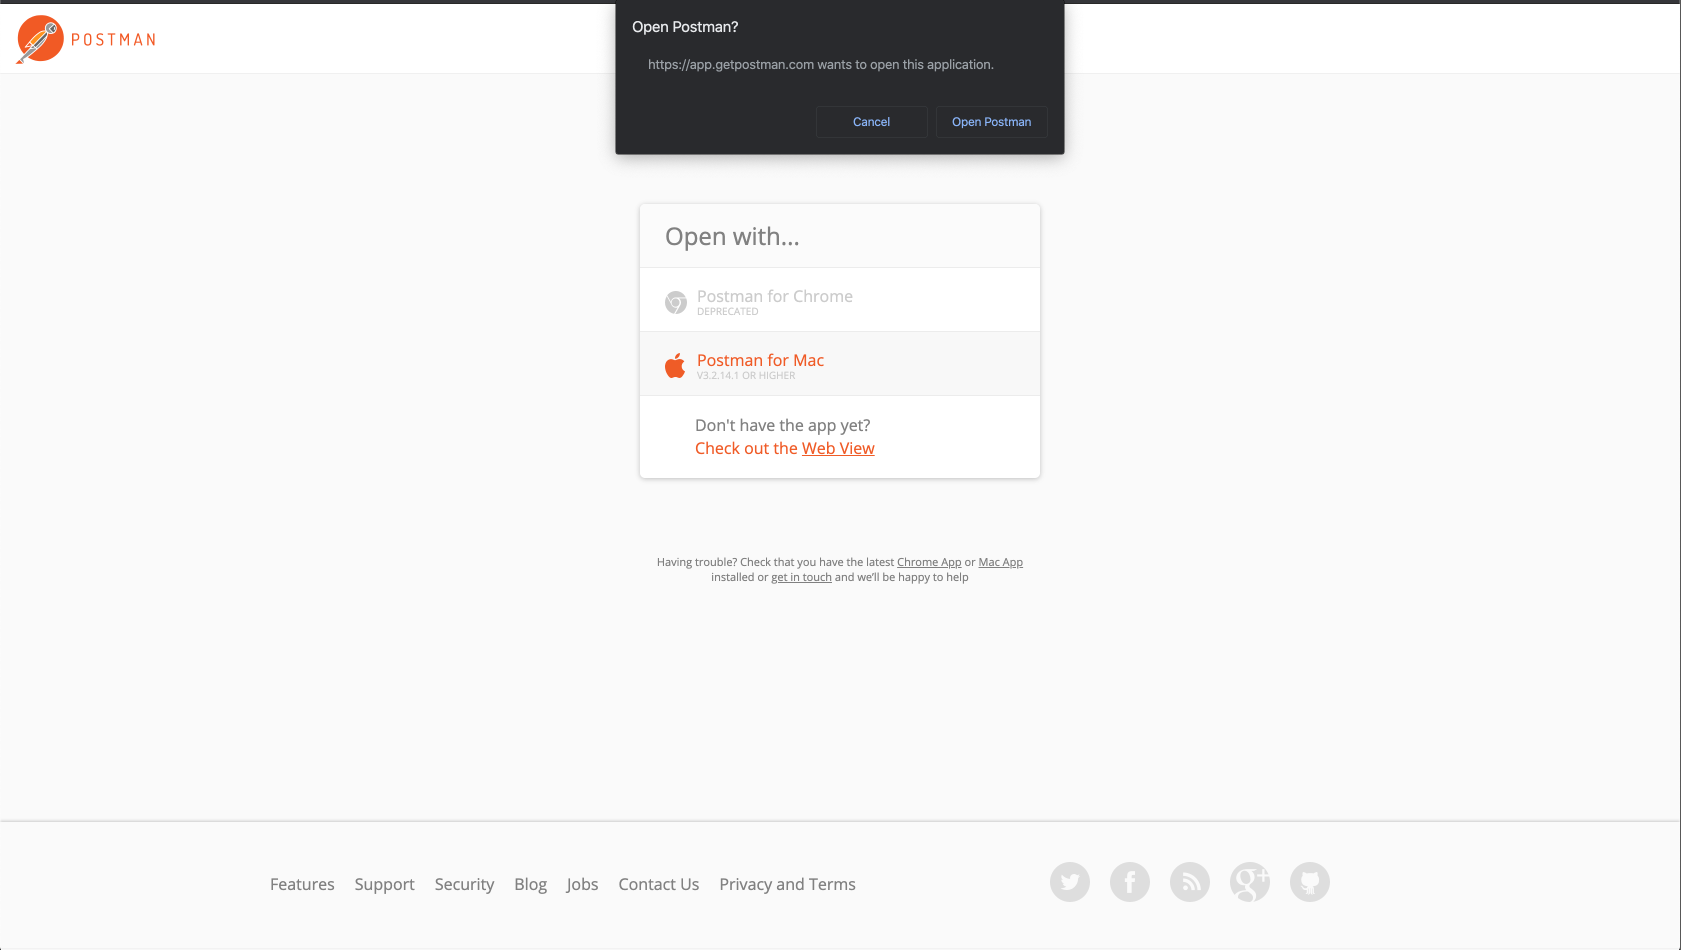 POSTMAN
Open Postman?
https://app.getpostman.com wants to open this application.
Cancel
Open Postman
Open with...
Postman for Chrome
DEPRECATED
Postman for Mac
V3.2.14.1 OR HIGHER
Don't have the app yet?
Check out the Web View
Having trouble? Check that you have the latest Chrome App or Mac App
installed or get in touch and we'll be happy to help
Features Support Security Blog Jobs Contact Us Privacy and Terms